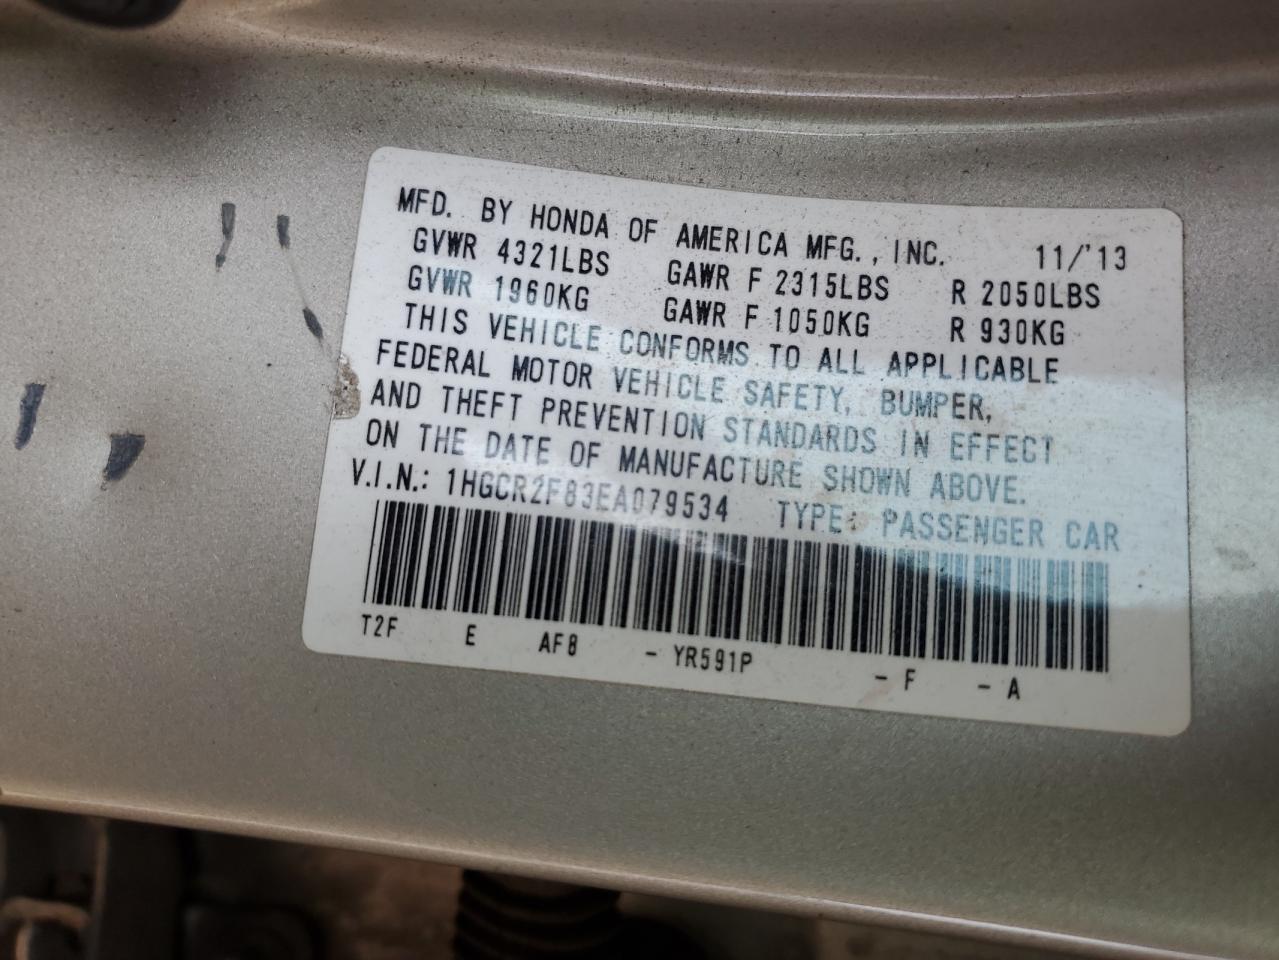 MFD. BY HONDA OF AMERICA MFG., INC. 11/'13
GVWR 4321LBS GAWR F 2315LBS R 2050LBS
GVWR 1960KG GAWR F 1050KG R 930KG
THIS VEHICLE CONFORMS TO ALL APPLICABLE
FEDERAL MOTOR VEHICLE SAFETY, BUMPER,
AND THEFT PREVENTION STANDARDS IN EFFECT
ON THE DATE OF MANUFACTURE SHOWN ABOVE.
V.I.N.: 1HGCR2F83EA079534 TYPE: PASSENGER CAR
T2F E AF8 - YR591P - F - A